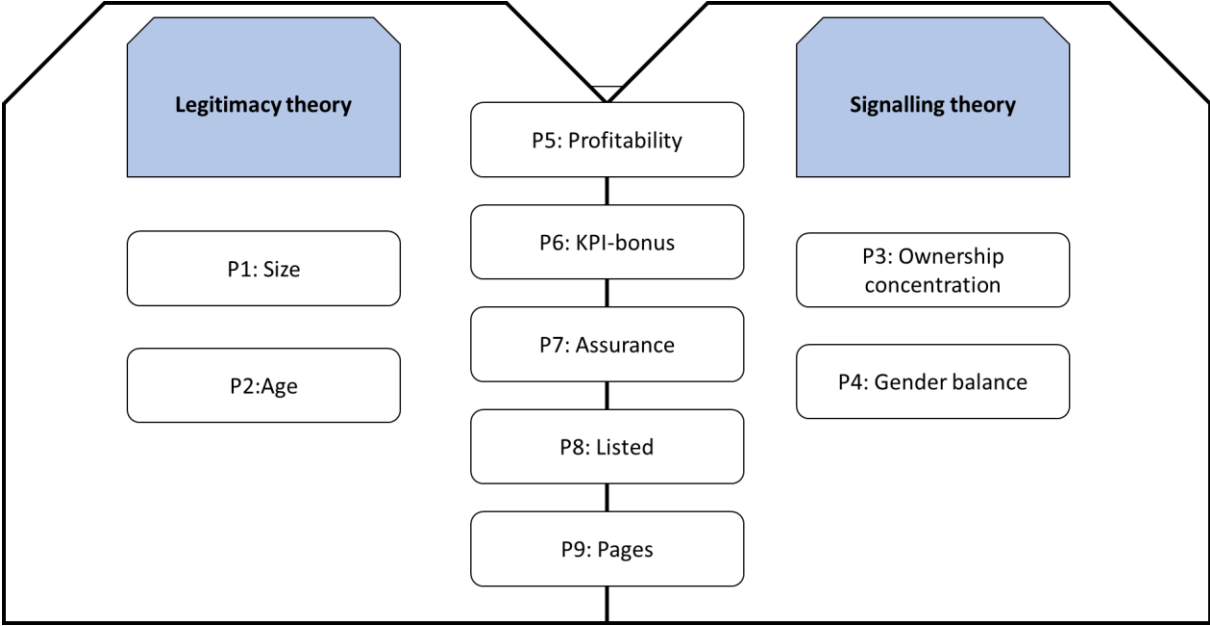 Legitimacy theory
Signalling theory
P5: Profitability
P6: KPI-bonus
P1: Size
P3: Ownership
concentration
P7: Assurance
P2:Age
P4: Gender balance
P8: Listed
P9: Pages